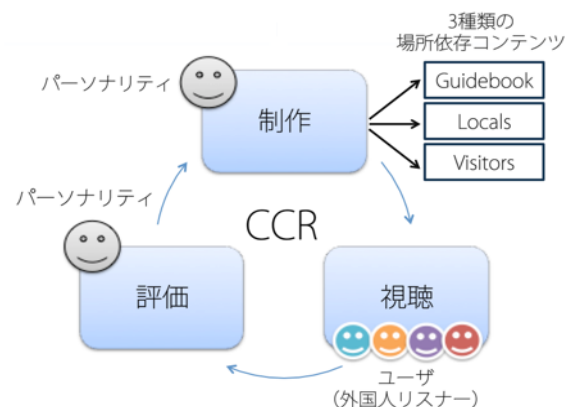 3種類の
場所依存コンテンツ
パーソナリティ
制作
Guidebook
Locals
Visitors
パーソナリティ
CCR
評価
視聴
ユーザ
(外国人リスナー)